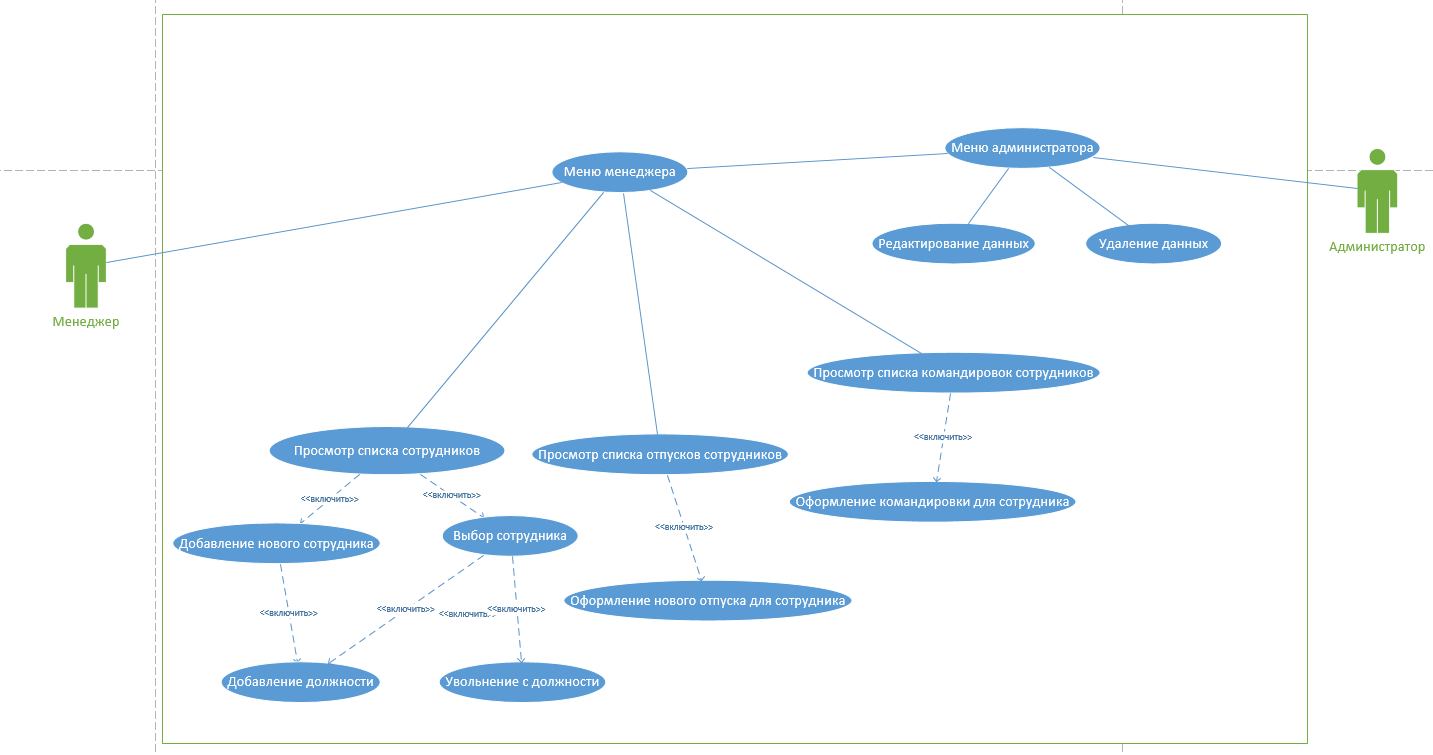 Меню администратора
Меню менеджера
Редактирование данных
Удаление данных
Администратор
Менеджер
Просмотр списка командировок сотрудников
<<включить>>
Просмотр списка сотрудников
Просмотр списка отпусков сотрудников
<<включить>>
<<включить>>
Оформление командировки для сотрудника
<<включить>>
Добавление нового сотрудника
Выбор сотрудника
Оформление нового отпуска для сотрудника
<<включить>>
<<включить>>
<<включить>>
<<включить>>
Добавление должности
Увольнение с должности